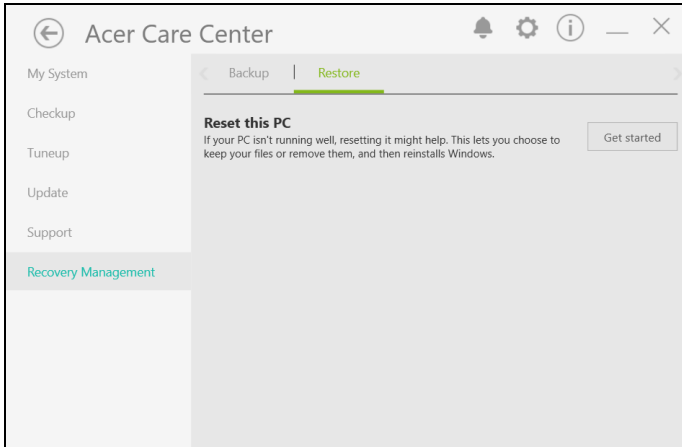 Acer Care Center
My System
Checkup
Tuneup
Update
Support
Recovery Management
Backup | Restore
Reset this PC
If your PC isn't running well, resetting it might help. This lets you choose to
keep your files or remove them, and then reinstalls Windows.
Get started